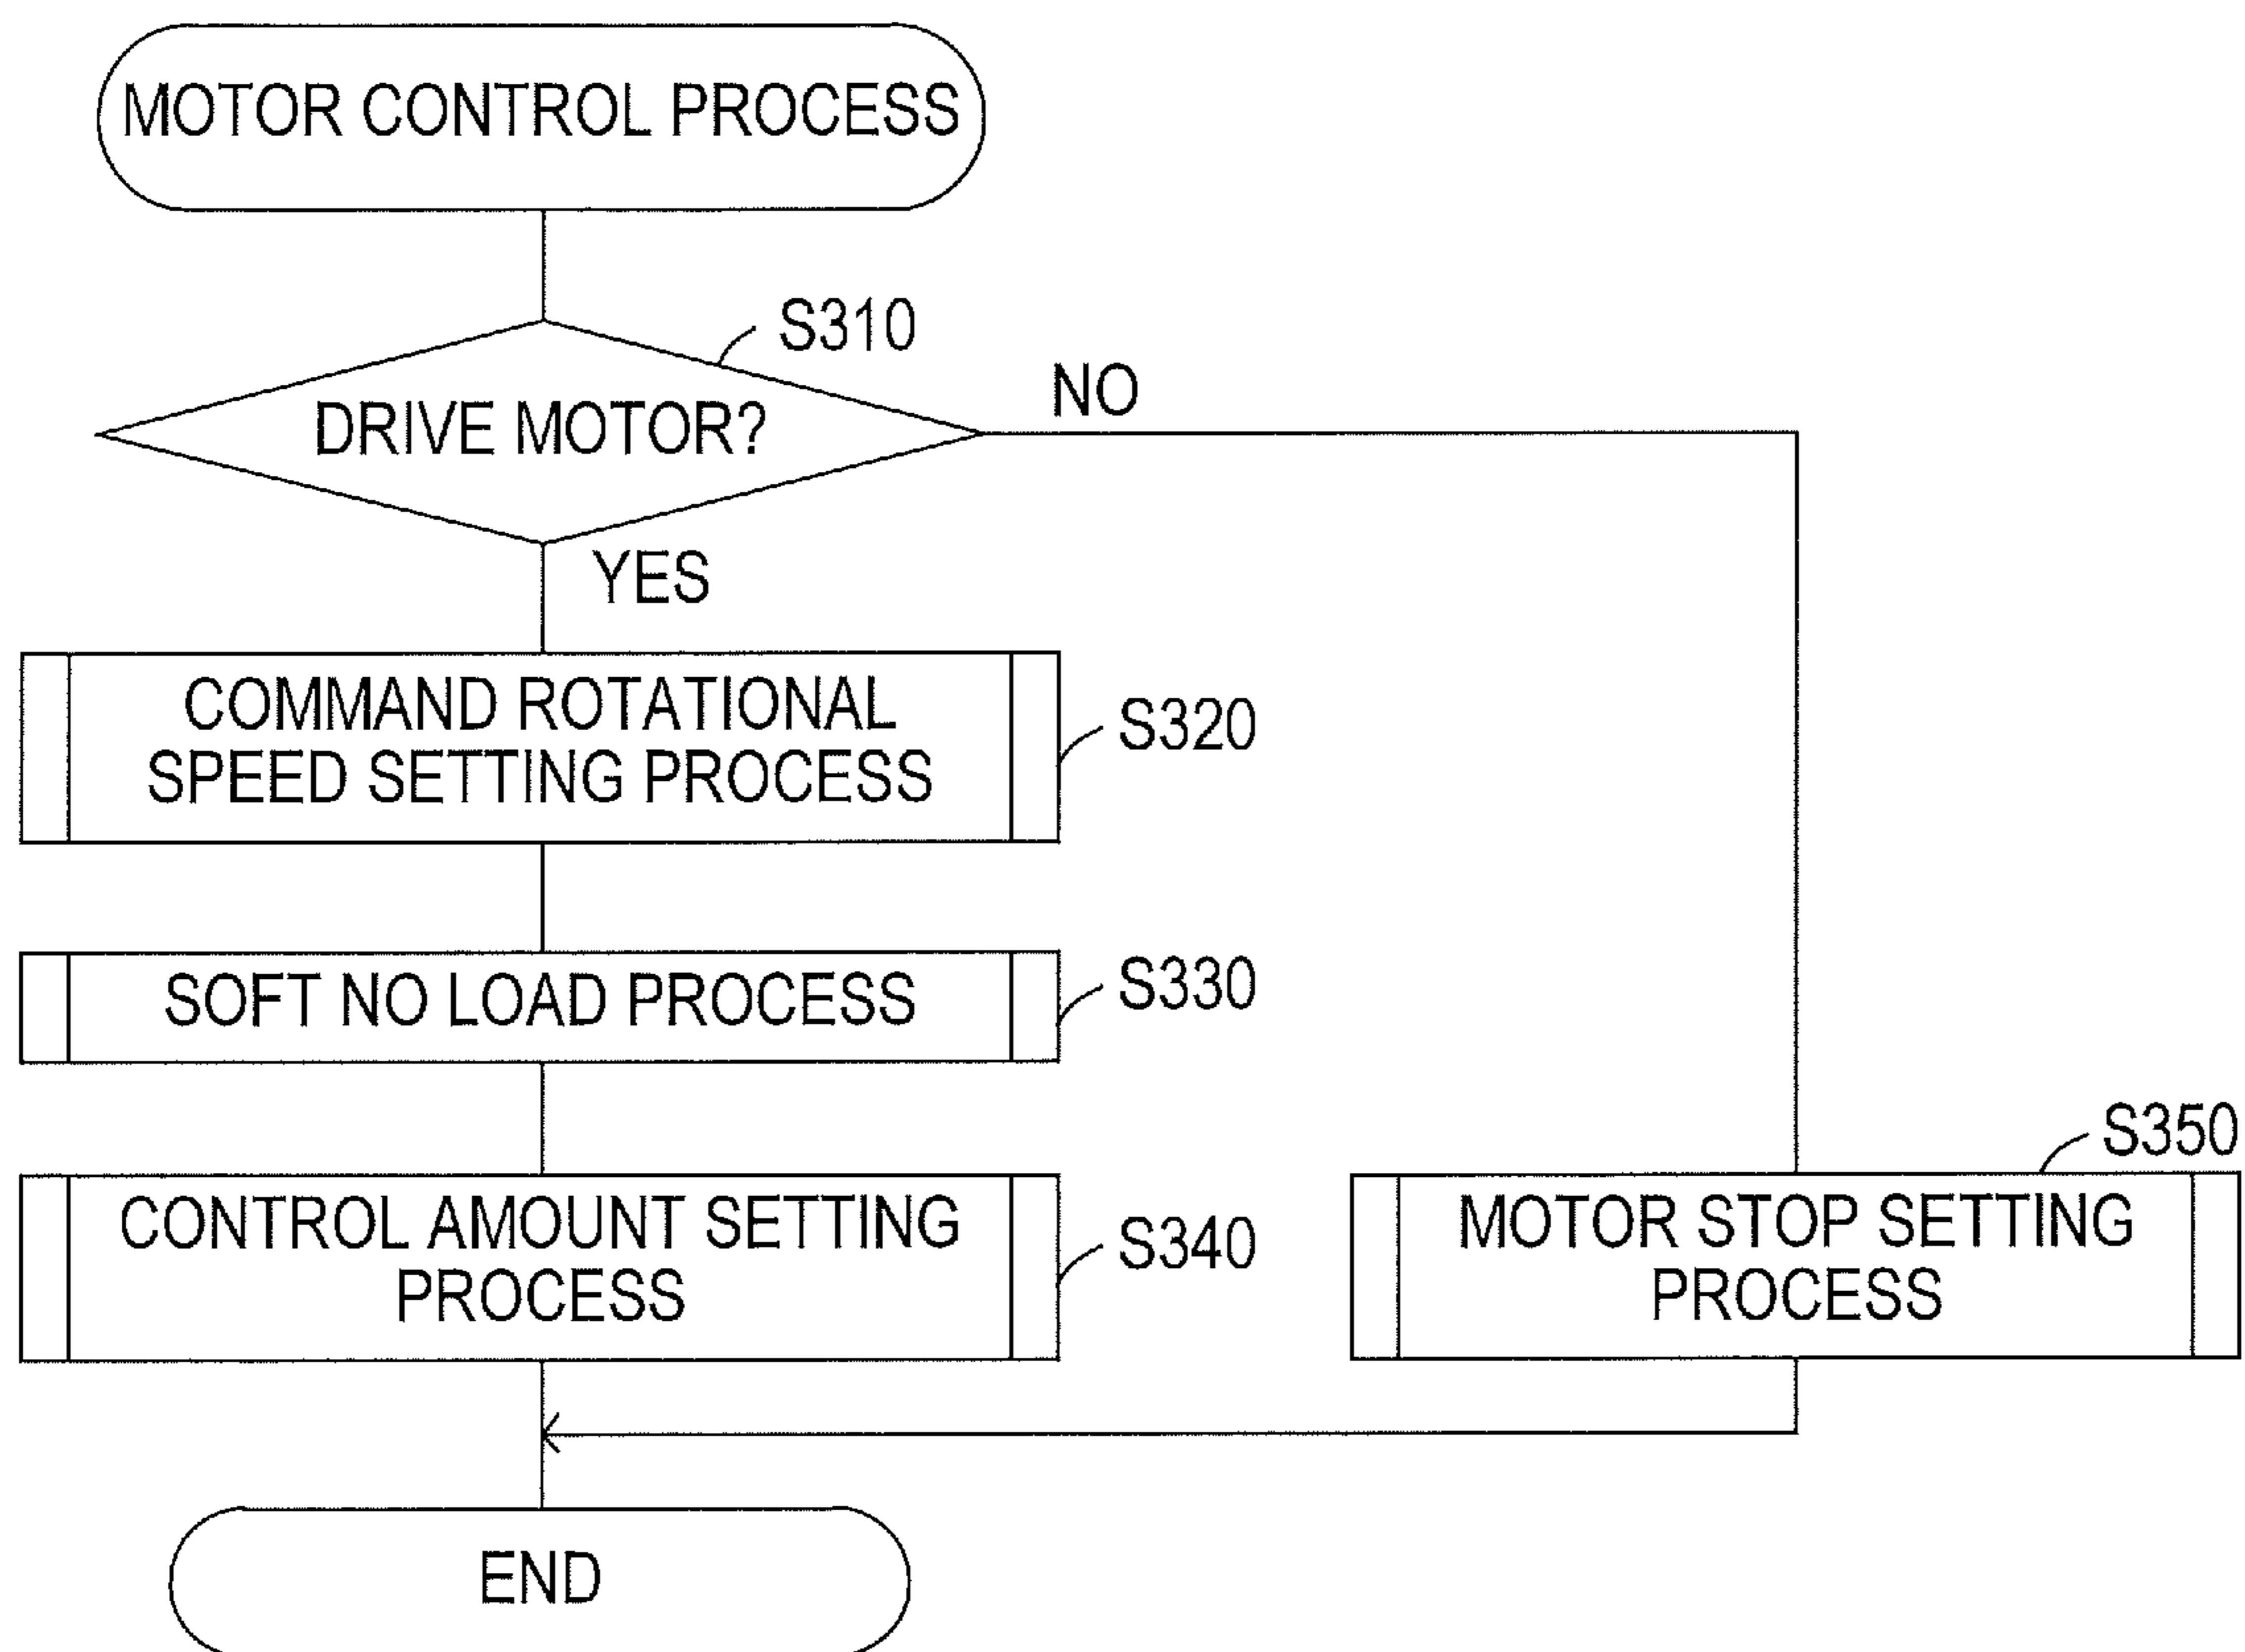 MOTOR CONTROL PROCESS
S310
DRIVE MOTOR?
NO
YES
COMMAND ROTATIONAL
SPEED SETTING PROCESS
S320
SOFT NO LOAD PROCESS
S330
CONTROL AMOUNT SETTING
PROCESS
S340
S350
MOTOR STOP SETTING
PROCESS
END